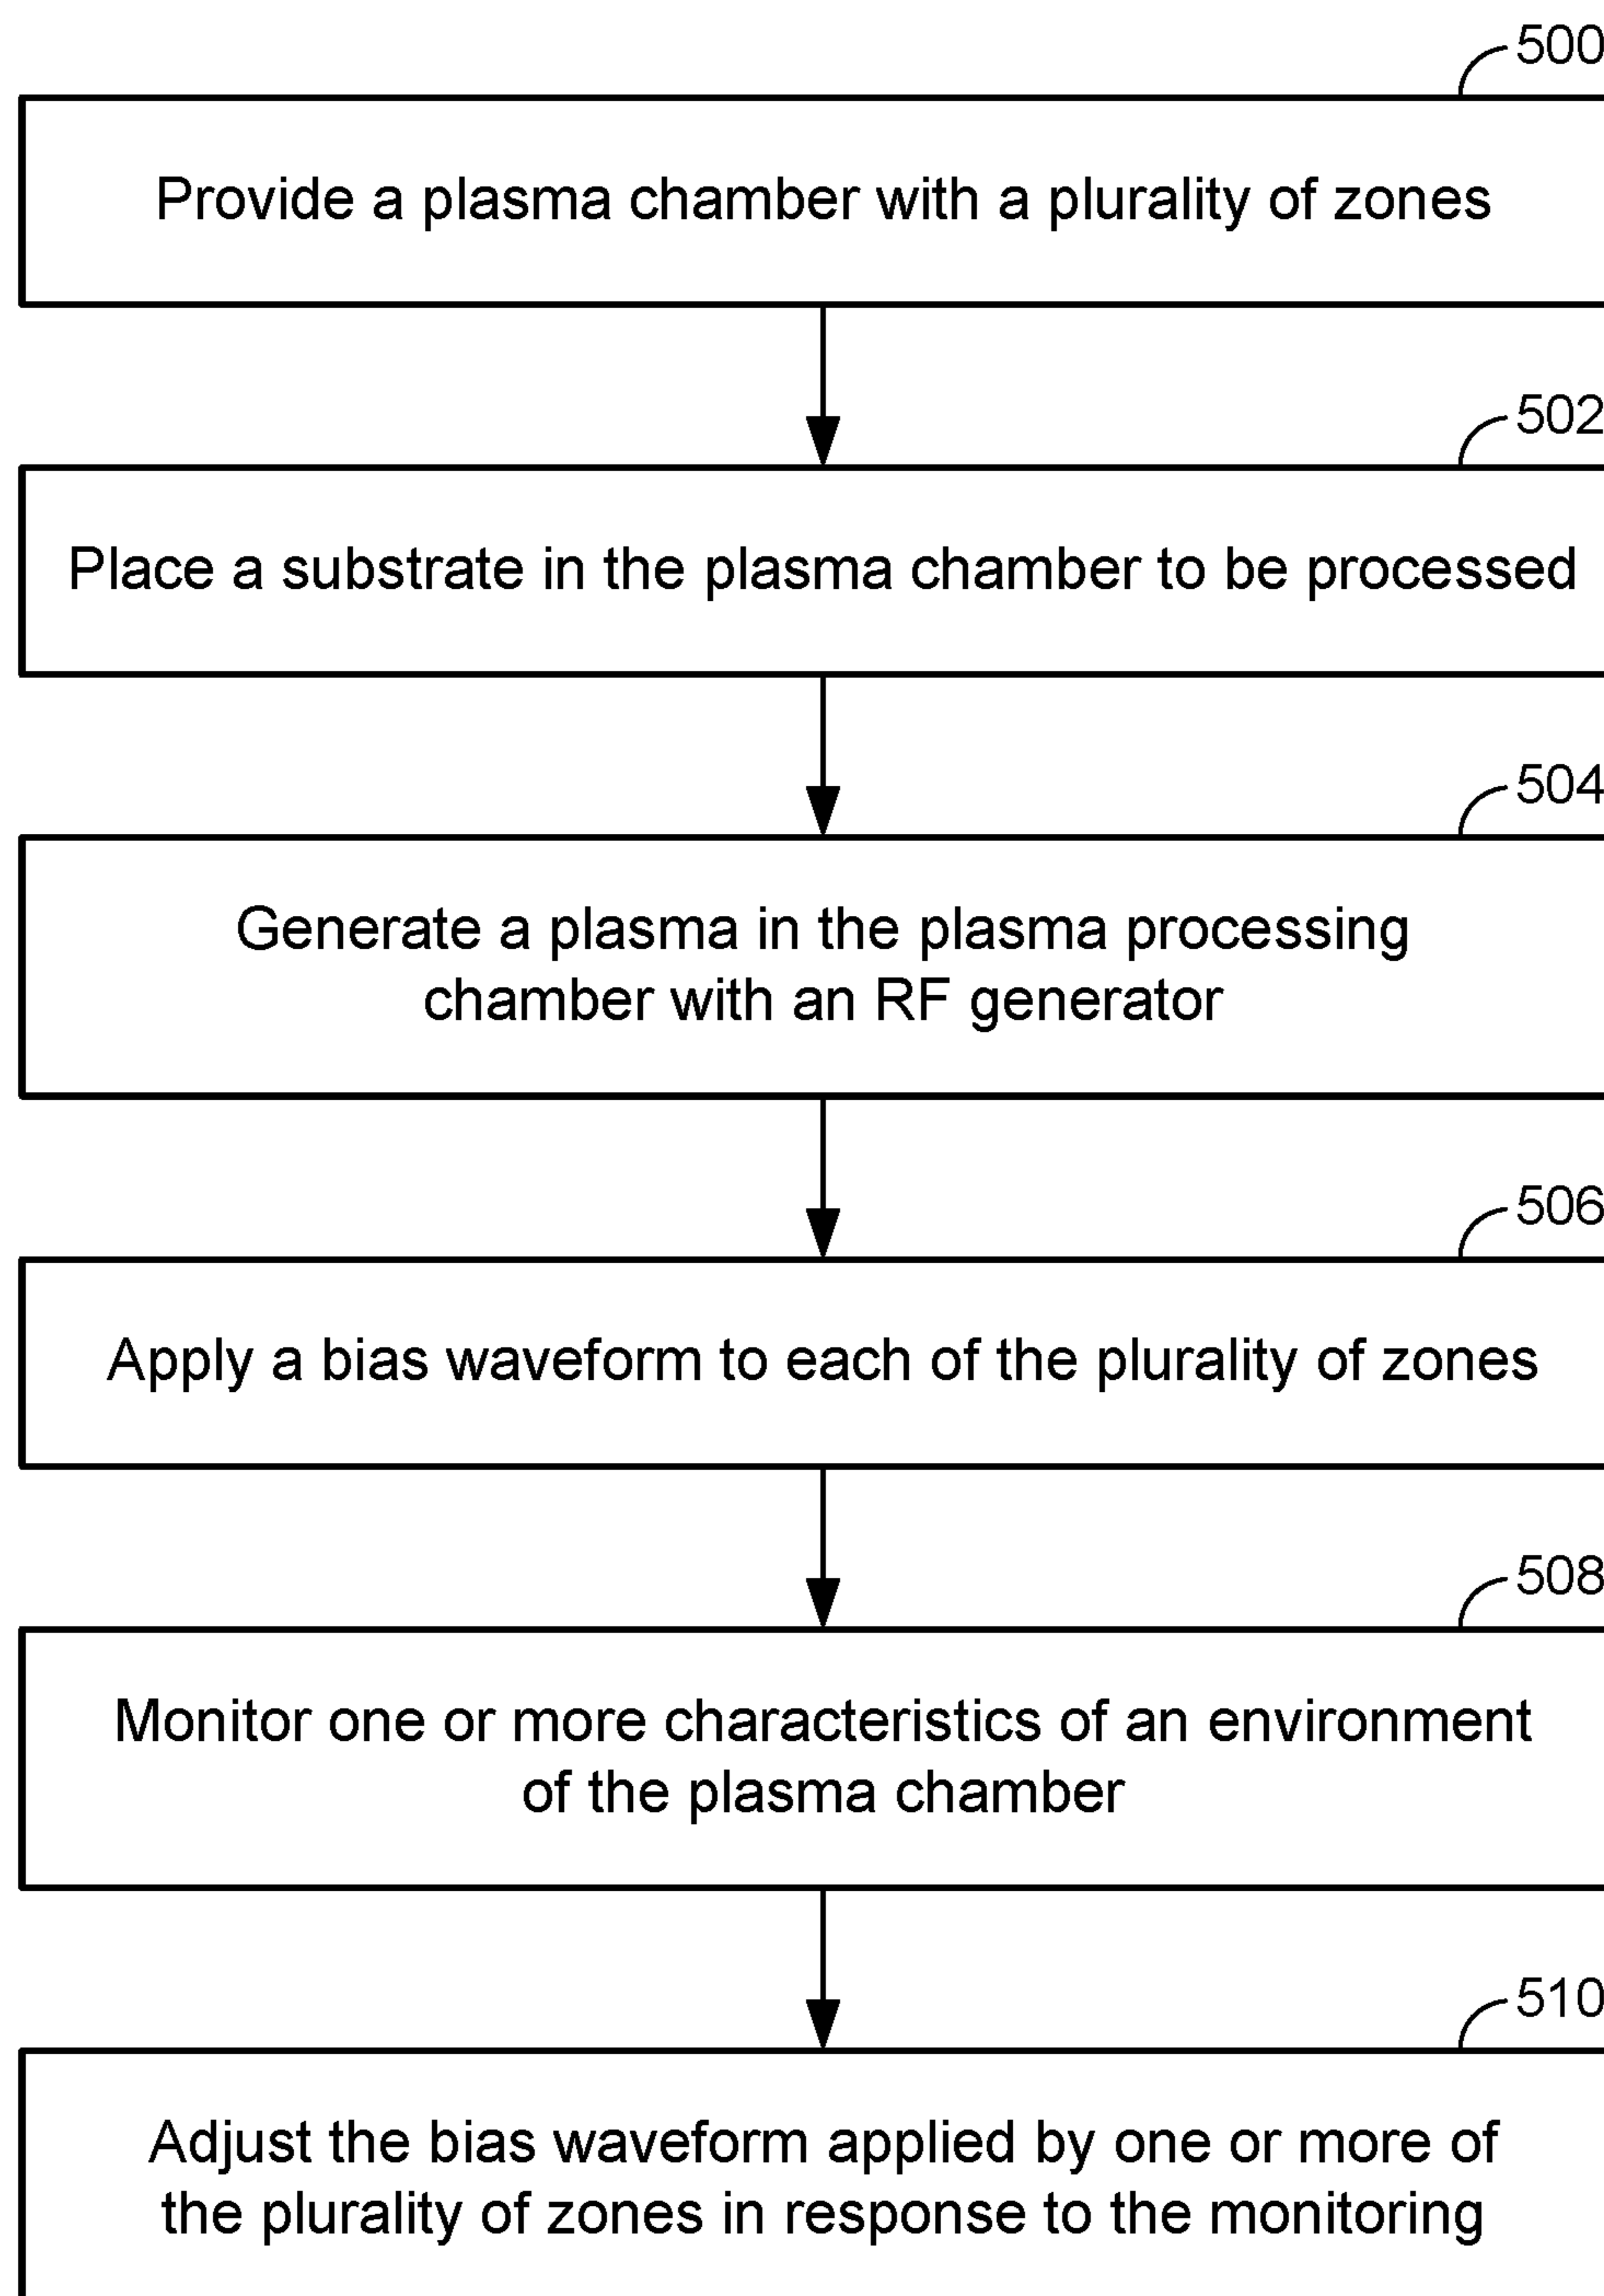 500
Provide a plasma chamber with a plurality of zones
502
Place a substrate in the plasma chamber to be processed
504
Generate a plasma in the plasma processing
chamber with an RF generator
506
Apply a bias waveform to each of the plurality of zones
508
Monitor one or more characteristics of an environment
of the plasma chamber
510
Adjust the bias waveform applied by one or more of
the plurality of zones in response to the monitoring